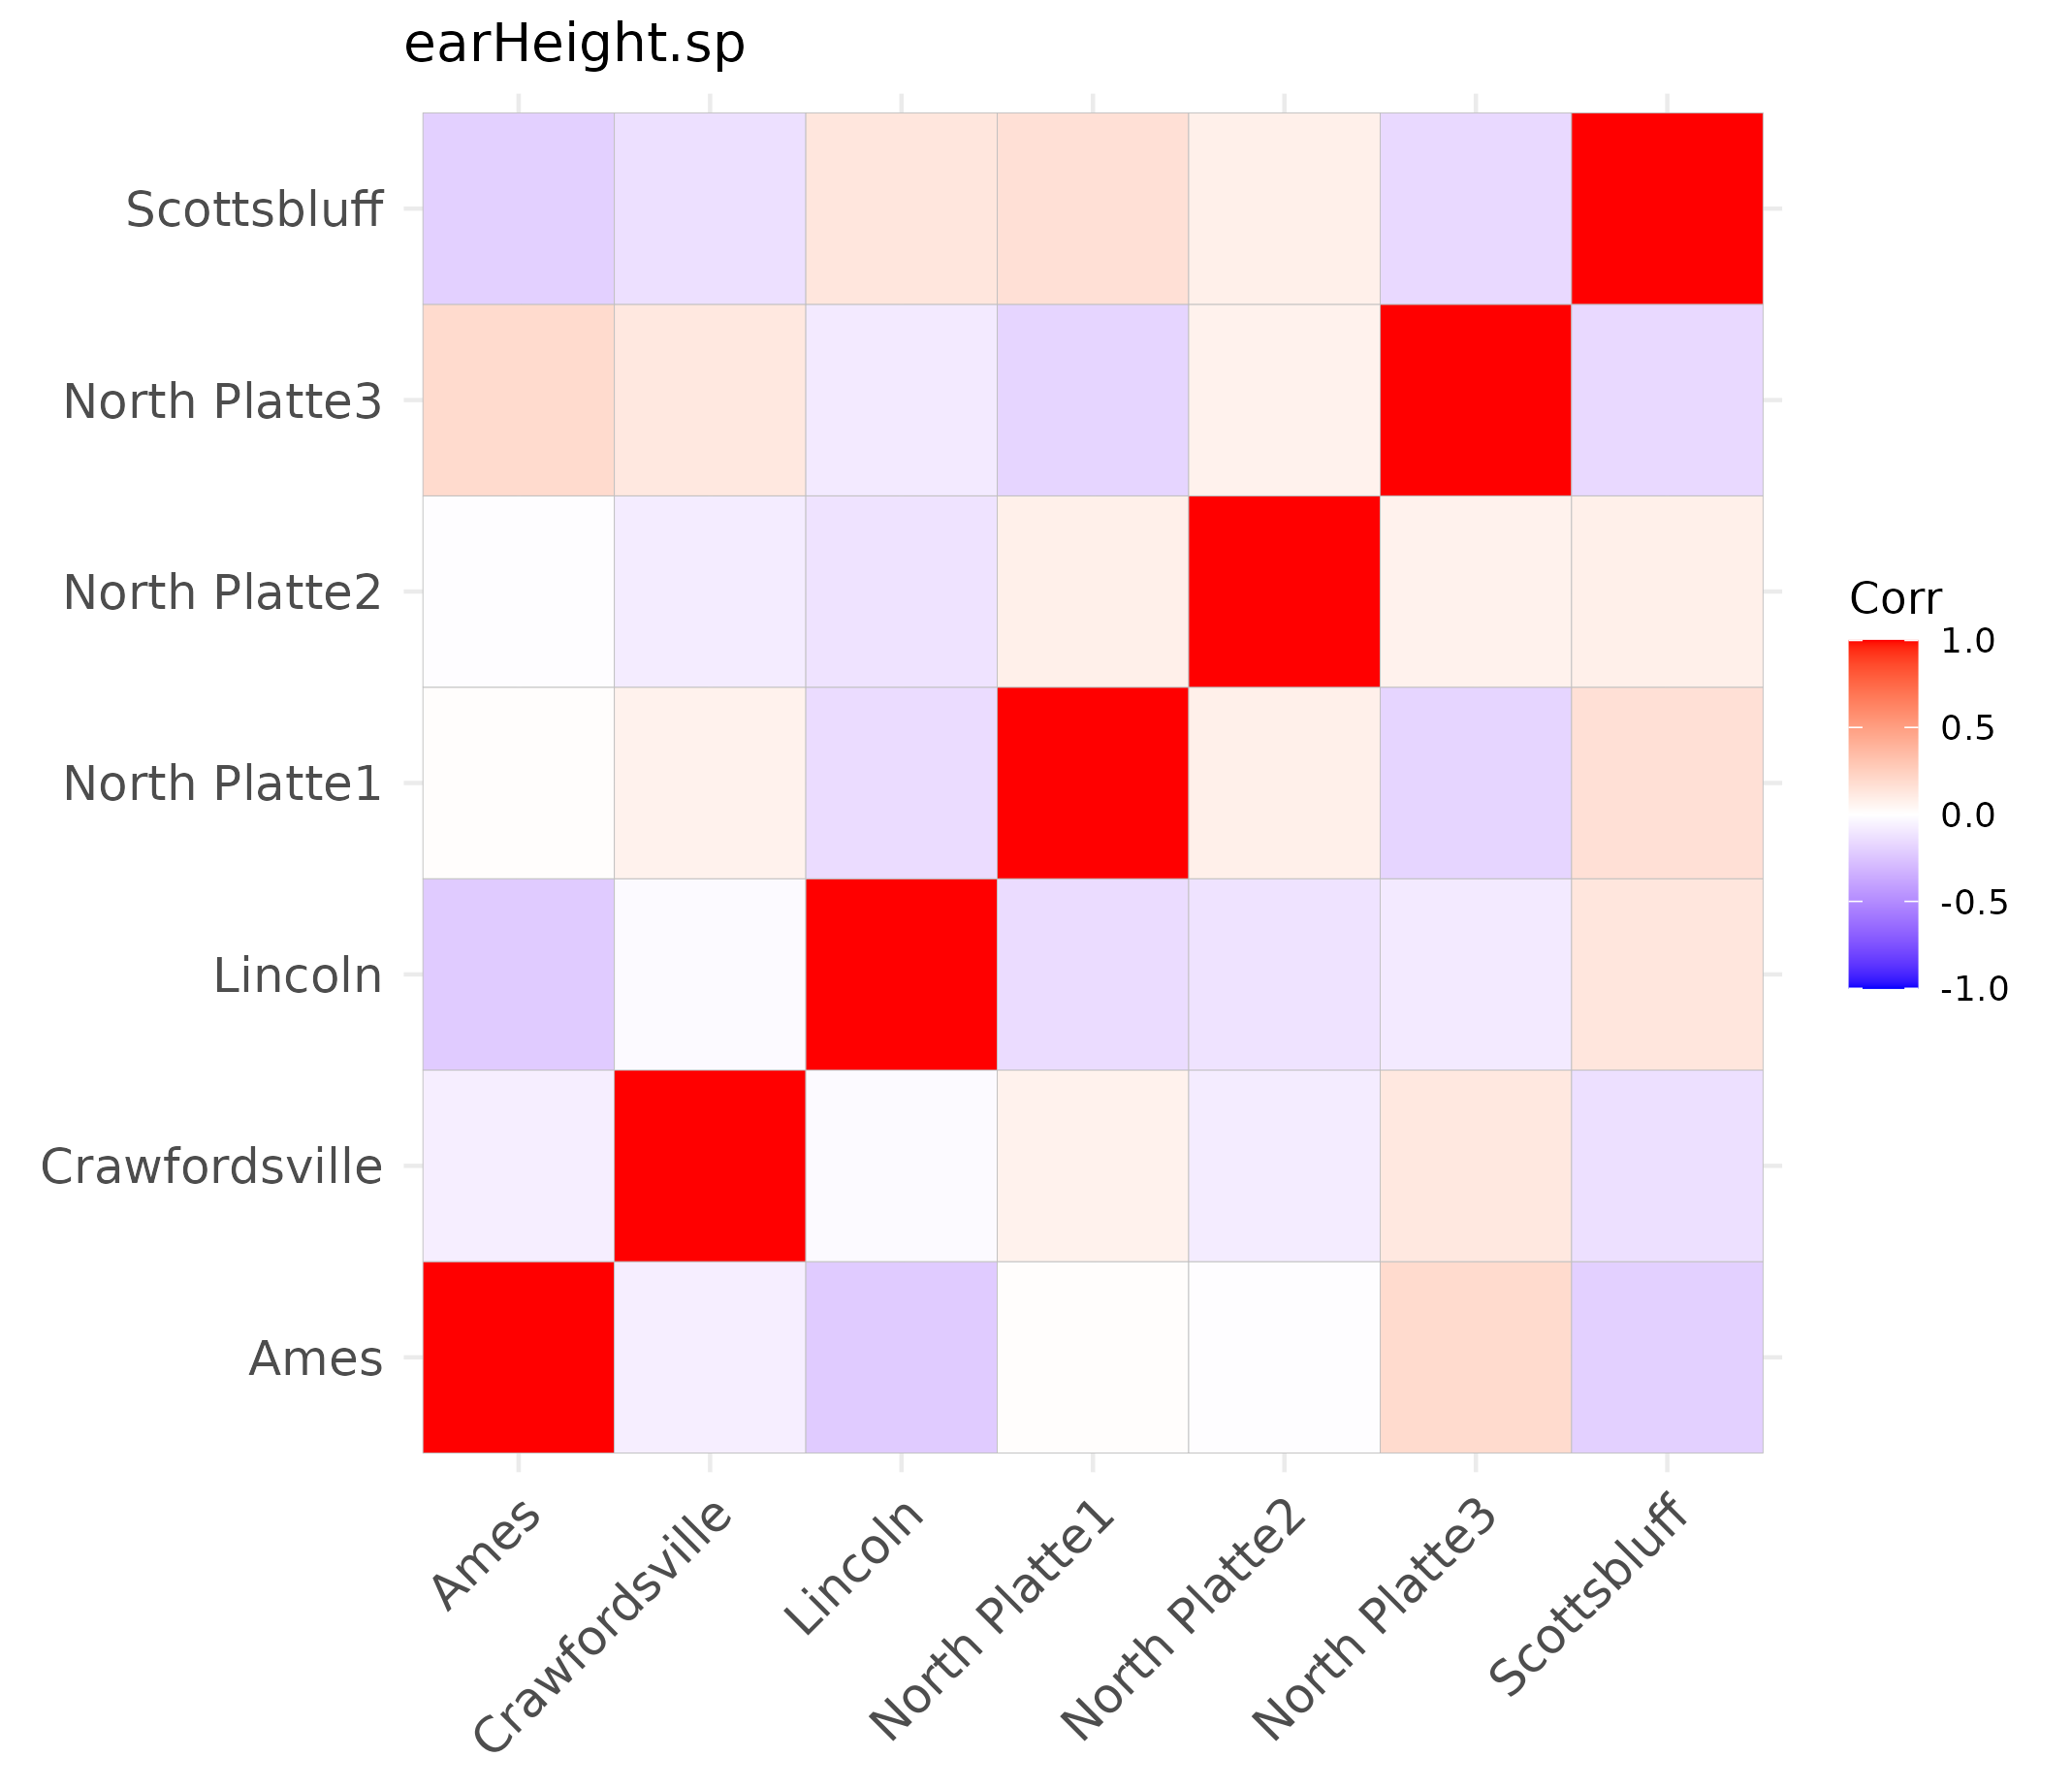 earHeight.sp
Scottsbluff
North Platte3
North Platte2
North Platte1
Lincoln
Crawfordsville
Ames
Ames
Crawfordsville
Lincoln
North Platte1
North Platte2
North Platte3
Scottsbluff
Corr
1.0
0.5
0.0
-0.5
-1.0